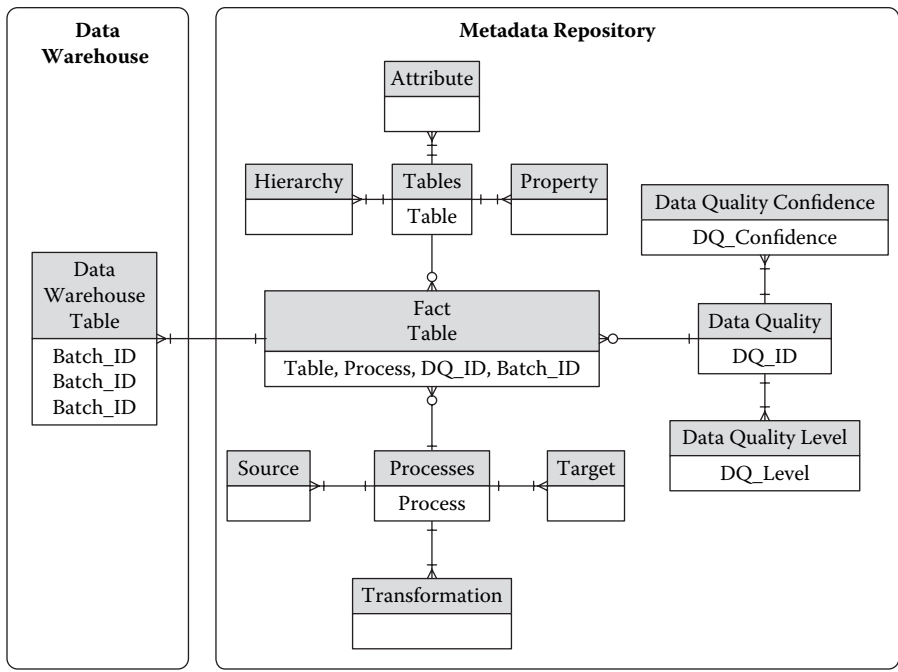 Data
Warehouse
Metadata Repository
Attribute
Hierarchy
Tables
Table
Property
Data Quality Confidence
DQ_Confidence
Data
Warehouse
Table
Batch_ID
Batch_ID
Batch_ID
Fact
Table
Table, Process, DQ_ID, Batch_ID
Data Quality
DQ_ID
Data Quality Level
DQ_Level
Source
Processes
Process
Target
Transformation